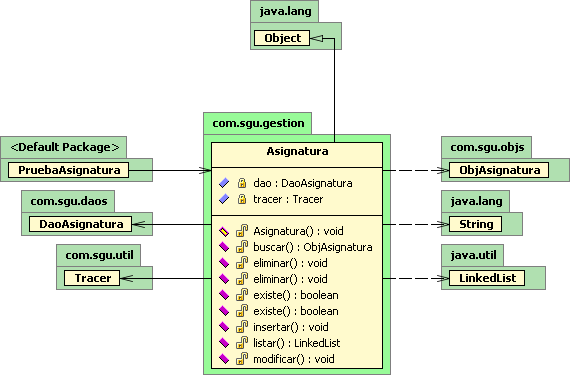 java.lang
Object
<Default Package>
PruebaAsignatura
com.sgu.daos
DaoAsignatura
com.sgu.util
Tracer
com.sgu.gestion
Asignatura
dao : DaoAsignatura
tracer : Tracer
Asignatura() : void
buscar() : ObjAsignatura
eliminar() : void
eliminar() : void
existe() : boolean
existe() : boolean
insertar() : void
listar() : LinkedList
modificar() : void
com.sgu.objs
ObjAsignatura
java.lang
String
java.util
LinkedList